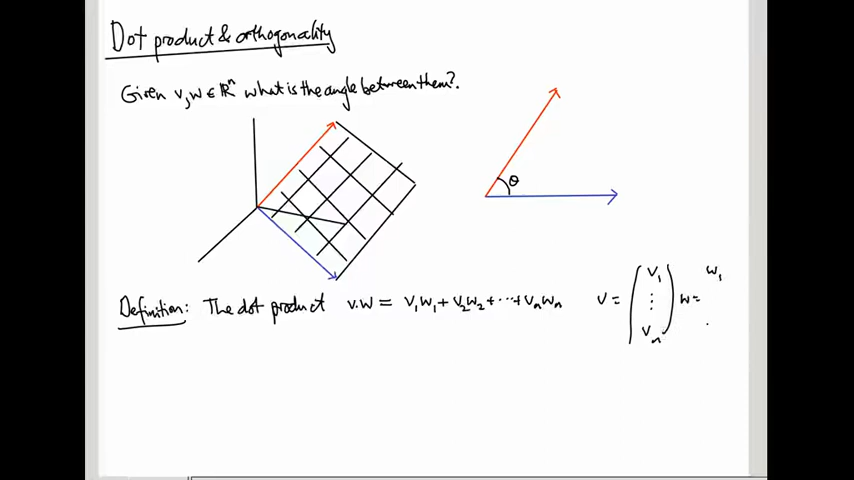 Dot product & orthogonality
Given v, w ∈ ℝⁿ what is the angle between them?.
θ
Definition: The dot product v.w = v₁w₁ + v₂w₂ + ⋯ + vₙwₙ v = (v₁ ⋮ vₙ) w = w₁